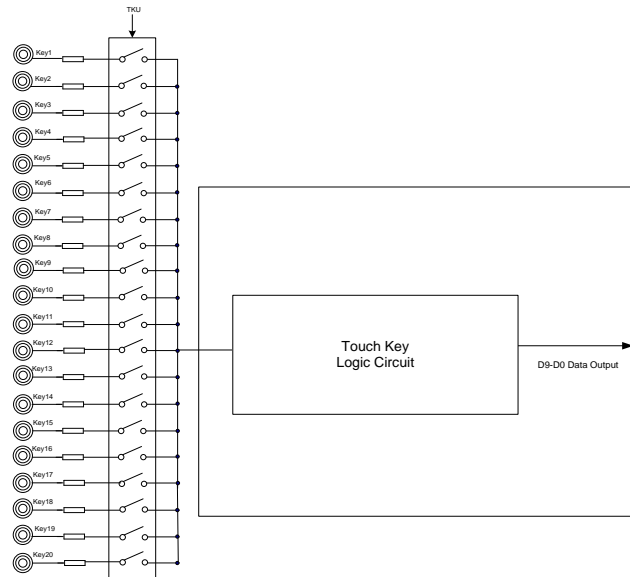 TKU
Key1
Key2
Key3
Key4
Key5
Key6
Key7
Key8
Key9
Key10
Key11
Key12
Key13
Key14
Key15
Key16
Key17
Key18
Key19
Key20
Touch Key
Logic Circuit
D9-D0 Data Output